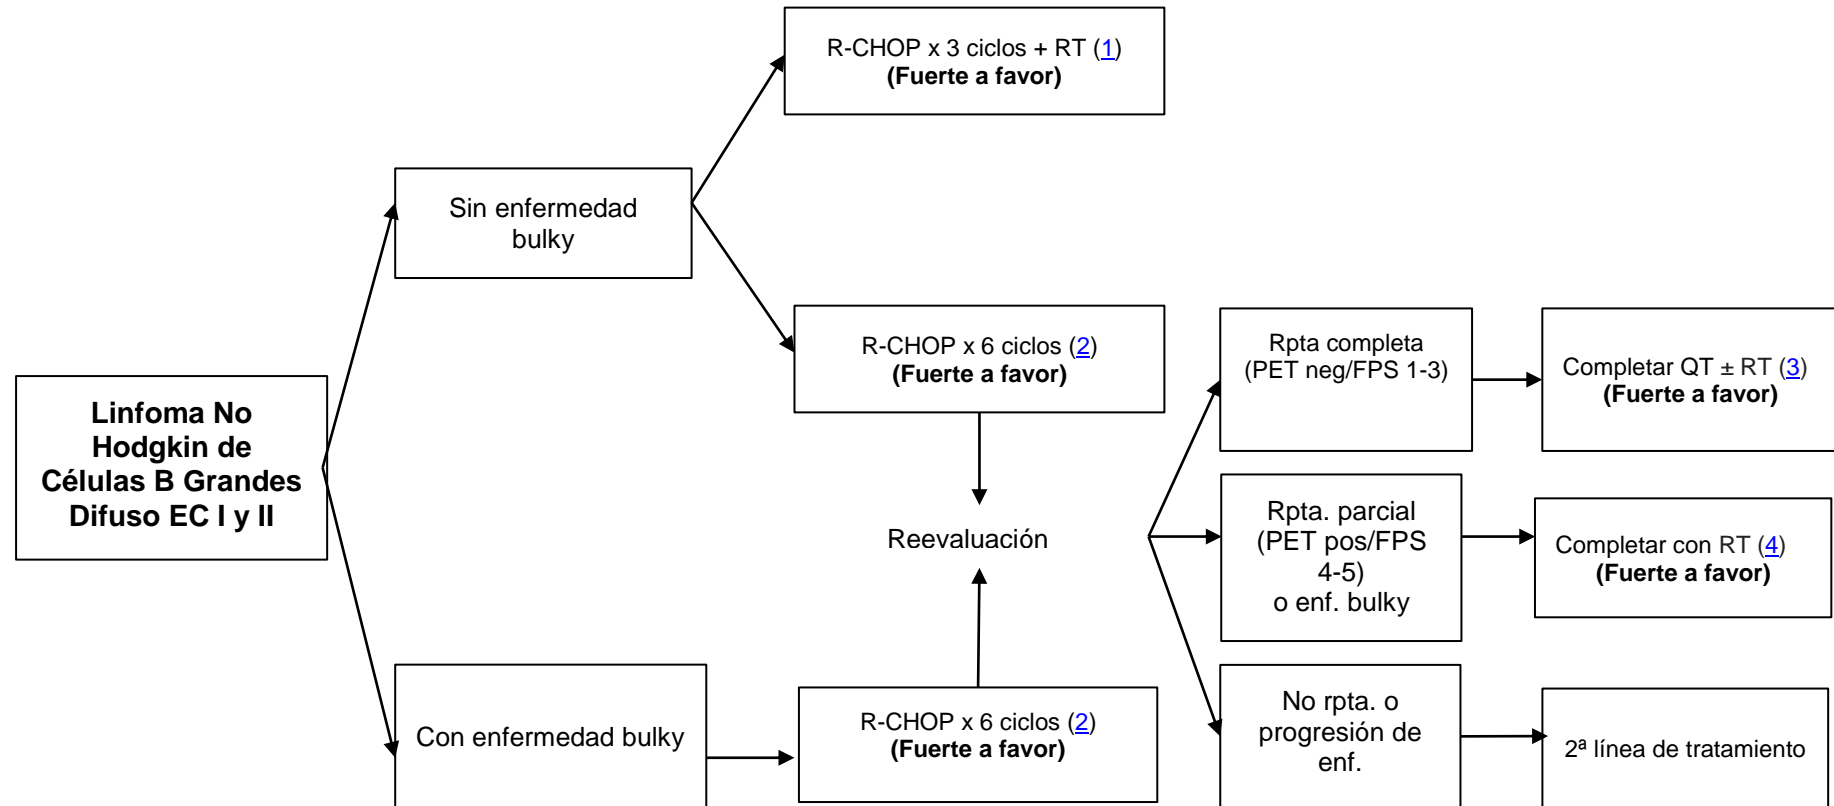 R-CHOP x 3 ciclos + RT (1)
(Fuerte a favor)
Sin enfermedad
bulky
R-CHOP x 6 ciclos (2)
(Fuerte a favor)
Rpta completa
(PET neg/FPS 1-3)
Completar QT ± RT (3)
(Fuerte a favor)
Linfoma No
Hodgkin de
Células B Grandes
Difuso EC I y II
Reevaluación
Rpta. parcial
(PET pos/FPS
4-5)
o enf. bulky
Completar con RT (4)
(Fuerte a favor)
Con enfermedad bulky
R-CHOP x 6 ciclos (2)
(Fuerte a favor)
No rpta. o
progresión de
enf.
2ª línea de tratamiento